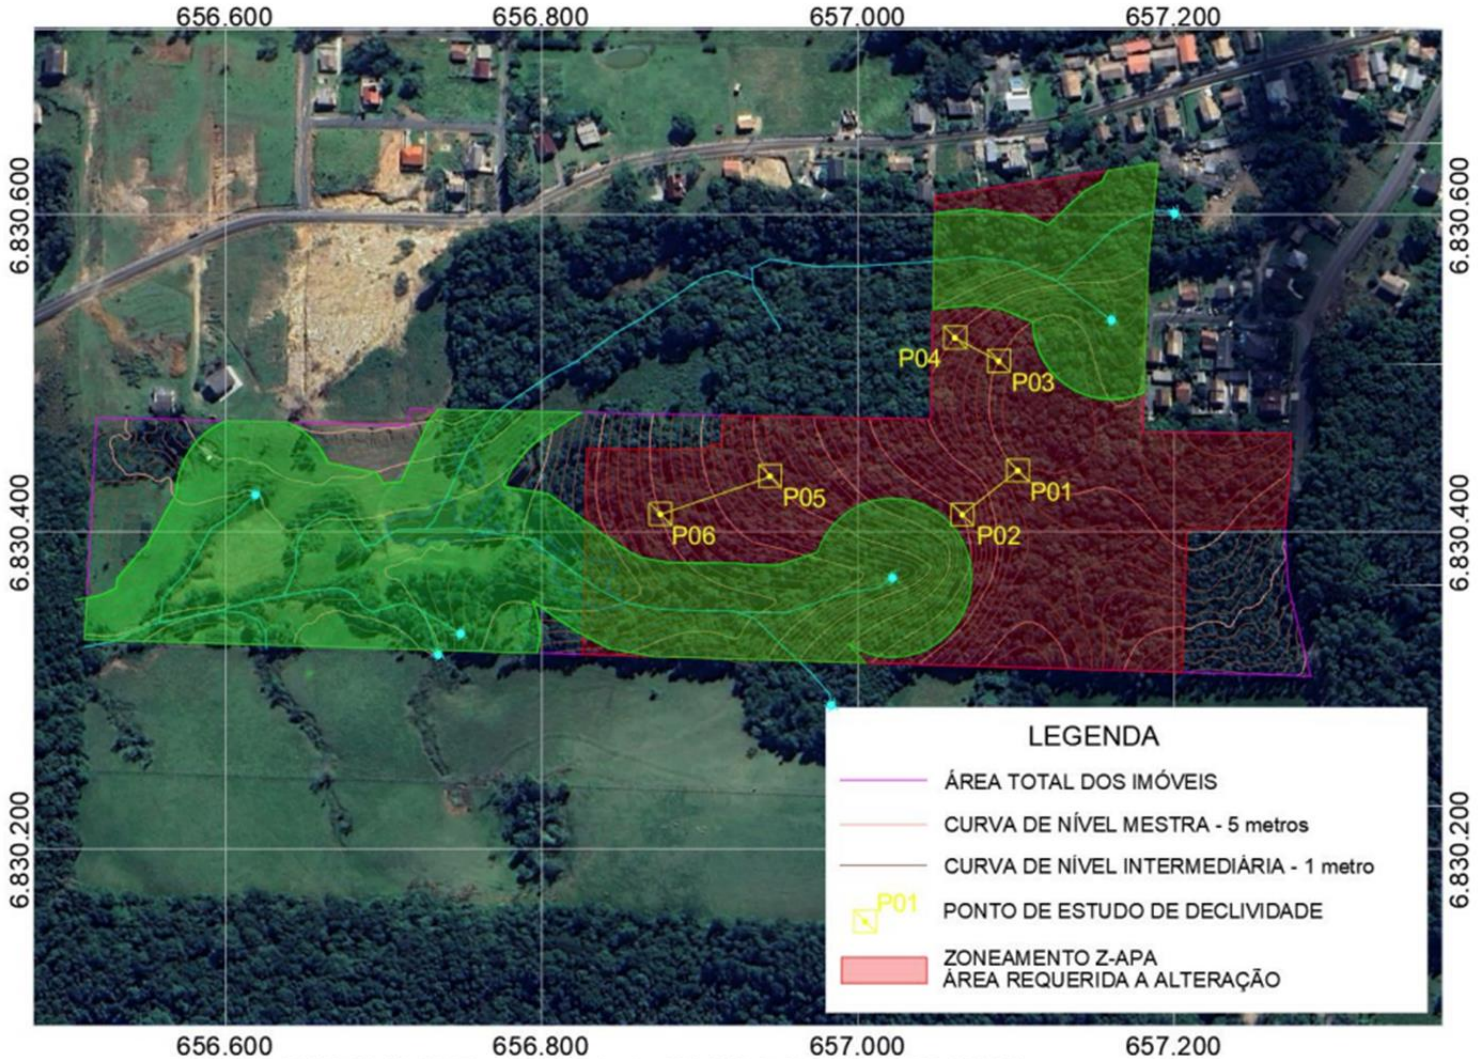 656.600
656.800
657.000
657.200
6.830.600
6.830.600
P04
P03
P05
P01
P06
P02
6.830.400
6.830.400
LEGENDA
ÁREA TOTAL DOS IMÓVEIS
CURVA DE NÍVEL MESTRA - 5 metros
CURVA DE NÍVEL INTERMEDIÁRIA - 1 metro
P01
PONTO DE ESTUDO DE DECLIVIDADE
ZONEAMENTO Z-APA
ÁREA REQUERIDA A ALTERAÇÃO
6.830.200
6.830.200
656.600
656.800
657.000
657.200